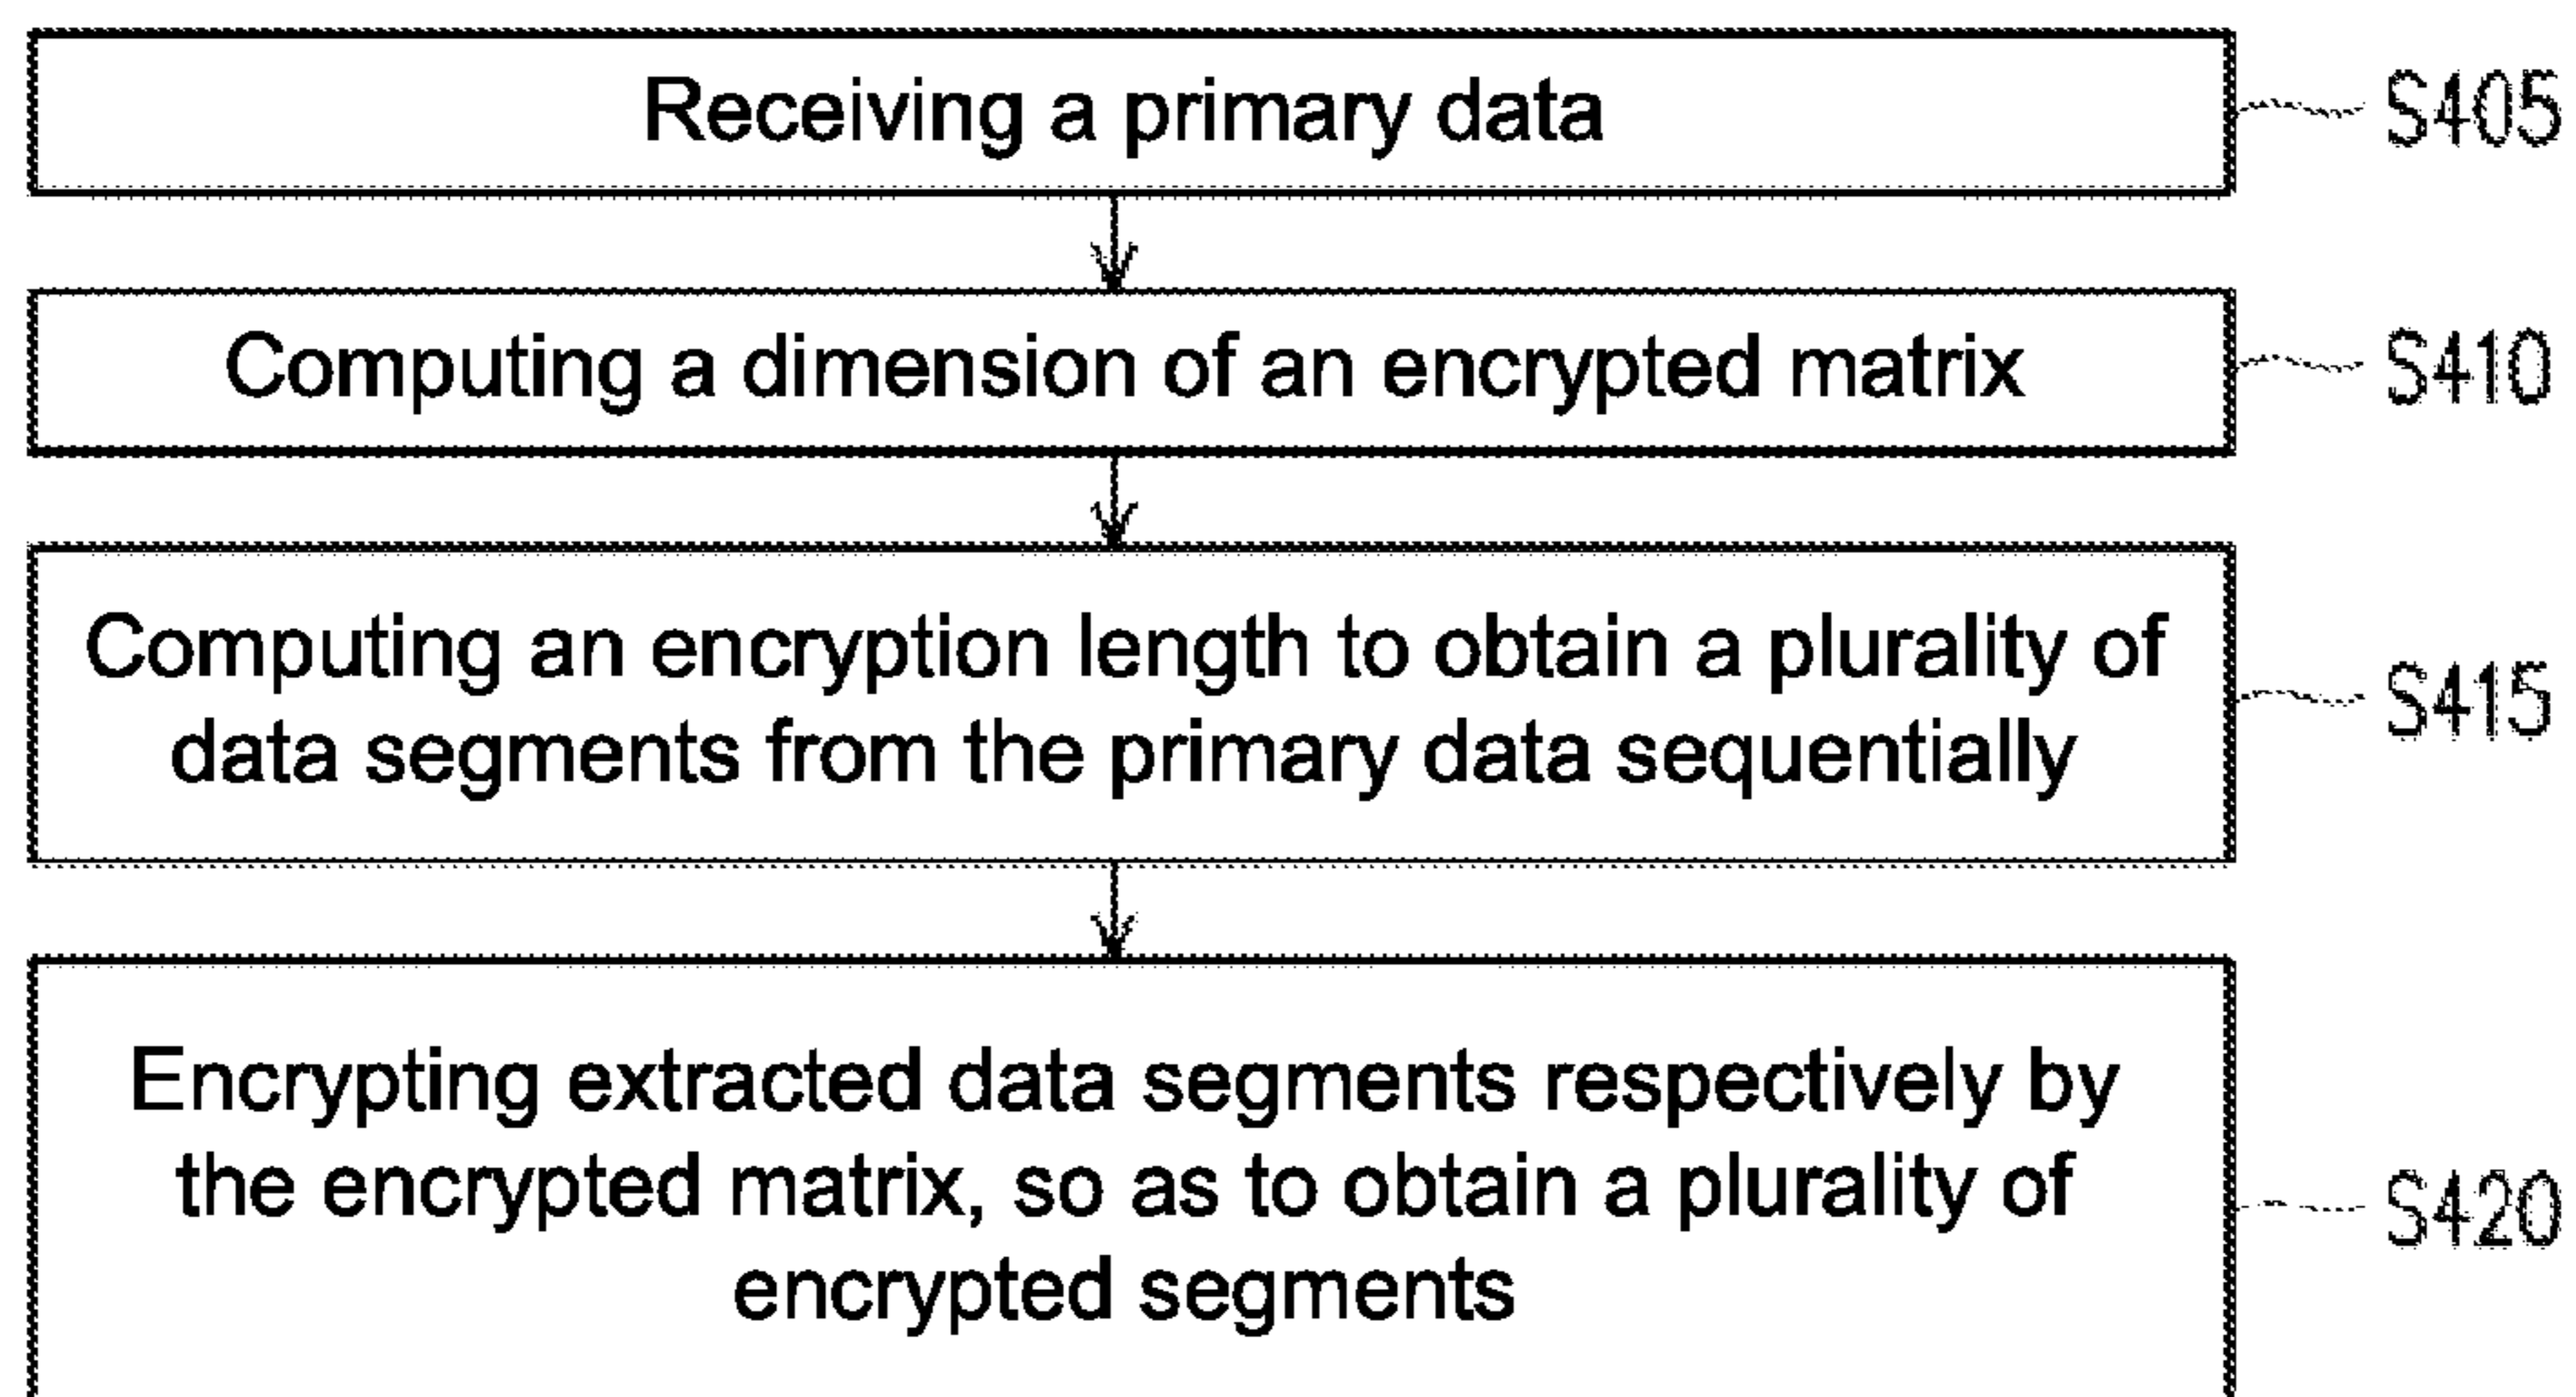 Receiving a primary data
S405
Computing a dimension of an encrypted matrix
S410
Computing an encryption length to obtain a plurality of
data segments from the primary data sequentially
S415
Encrypting extracted data segments respectively by
the encrypted matrix, so as to obtain a plurality of
encrypted segments
S420